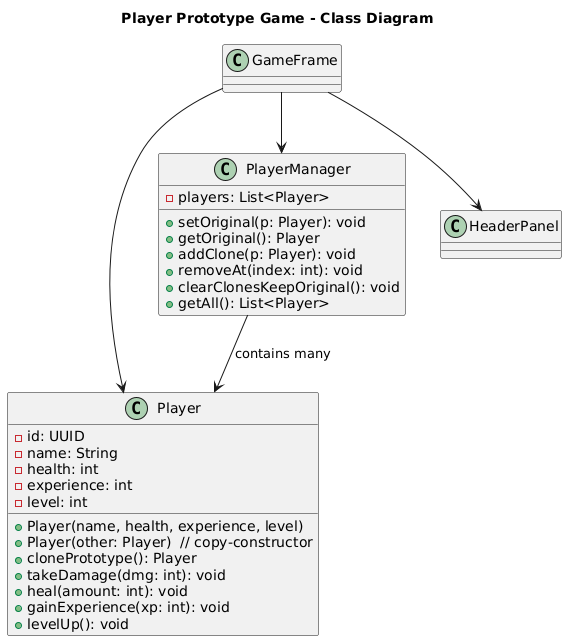 Player Prototype Game - Class Diagram
C GameFrame
C PlayerManager
players: List<Player>
setOriginal(p: Player): void
getOriginal(): Player
addClone(p: Player): void
removeAt(index: int): void
clearClonesKeepOriginal(): void
getAll(): List<Player>
C HeaderPanel
contains many
C Player
id: UUID
name: String
health: int
experience: int
level: int
Player(name, health, experience, level)
Player(other: Player)  // copy-constructor
clonePrototype(): Player
takeDamage(dmg: int): void
heal(amount: int): void
gainExperience(xp: int): void
levelUp(): void